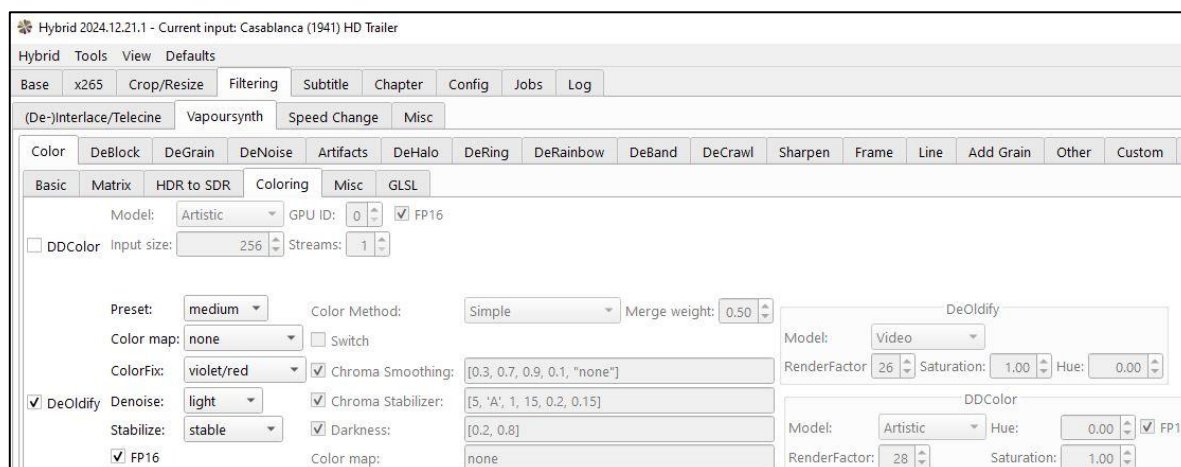 Hybrid 2024.12.21.1 - Current input: Casablanca (1941) HD Trailer
Hybrid Tools View Defaults
Base x265 Crop/Resize Filtering Subtitle Chapter Config Jobs Log
(De-)Interlace/Telecine Vapoursynth Speed Change Misc
Color DeBlock DeGrain DeNoise Artifacts DeHalo DeRing DeRainbow DeBand DeCrawl Sharpen Frame Line Add Grain Other Custom
Basic Matrix HDR to SDR Coloring Misc GLSL
Model: Artistic GPU ID: 0 FP16
DDColor Input size: 256 Streams: 1
Preset: medium Color Method: Simple Merge weight: 0.50 DeOldify
Color map: none Switch Model: Video
ColorFix: violet/red Chroma Smoothing: [0.3, 0.7, 0.9, 0.1, "none"] RenderFactor 26 Saturation: 1.00 Hue: 0.00
DeOldify Denoise: light Chroma Stabilizer: [5, 'A', 1, 15, 0.2, 0.15] DDColor
Stabilize: stable Darkness: [0.2, 0.8] Model: Artistic Hue: 0.00 FP1
FP16 Color map: none RenderFactor: 28 Saturation: 1.00